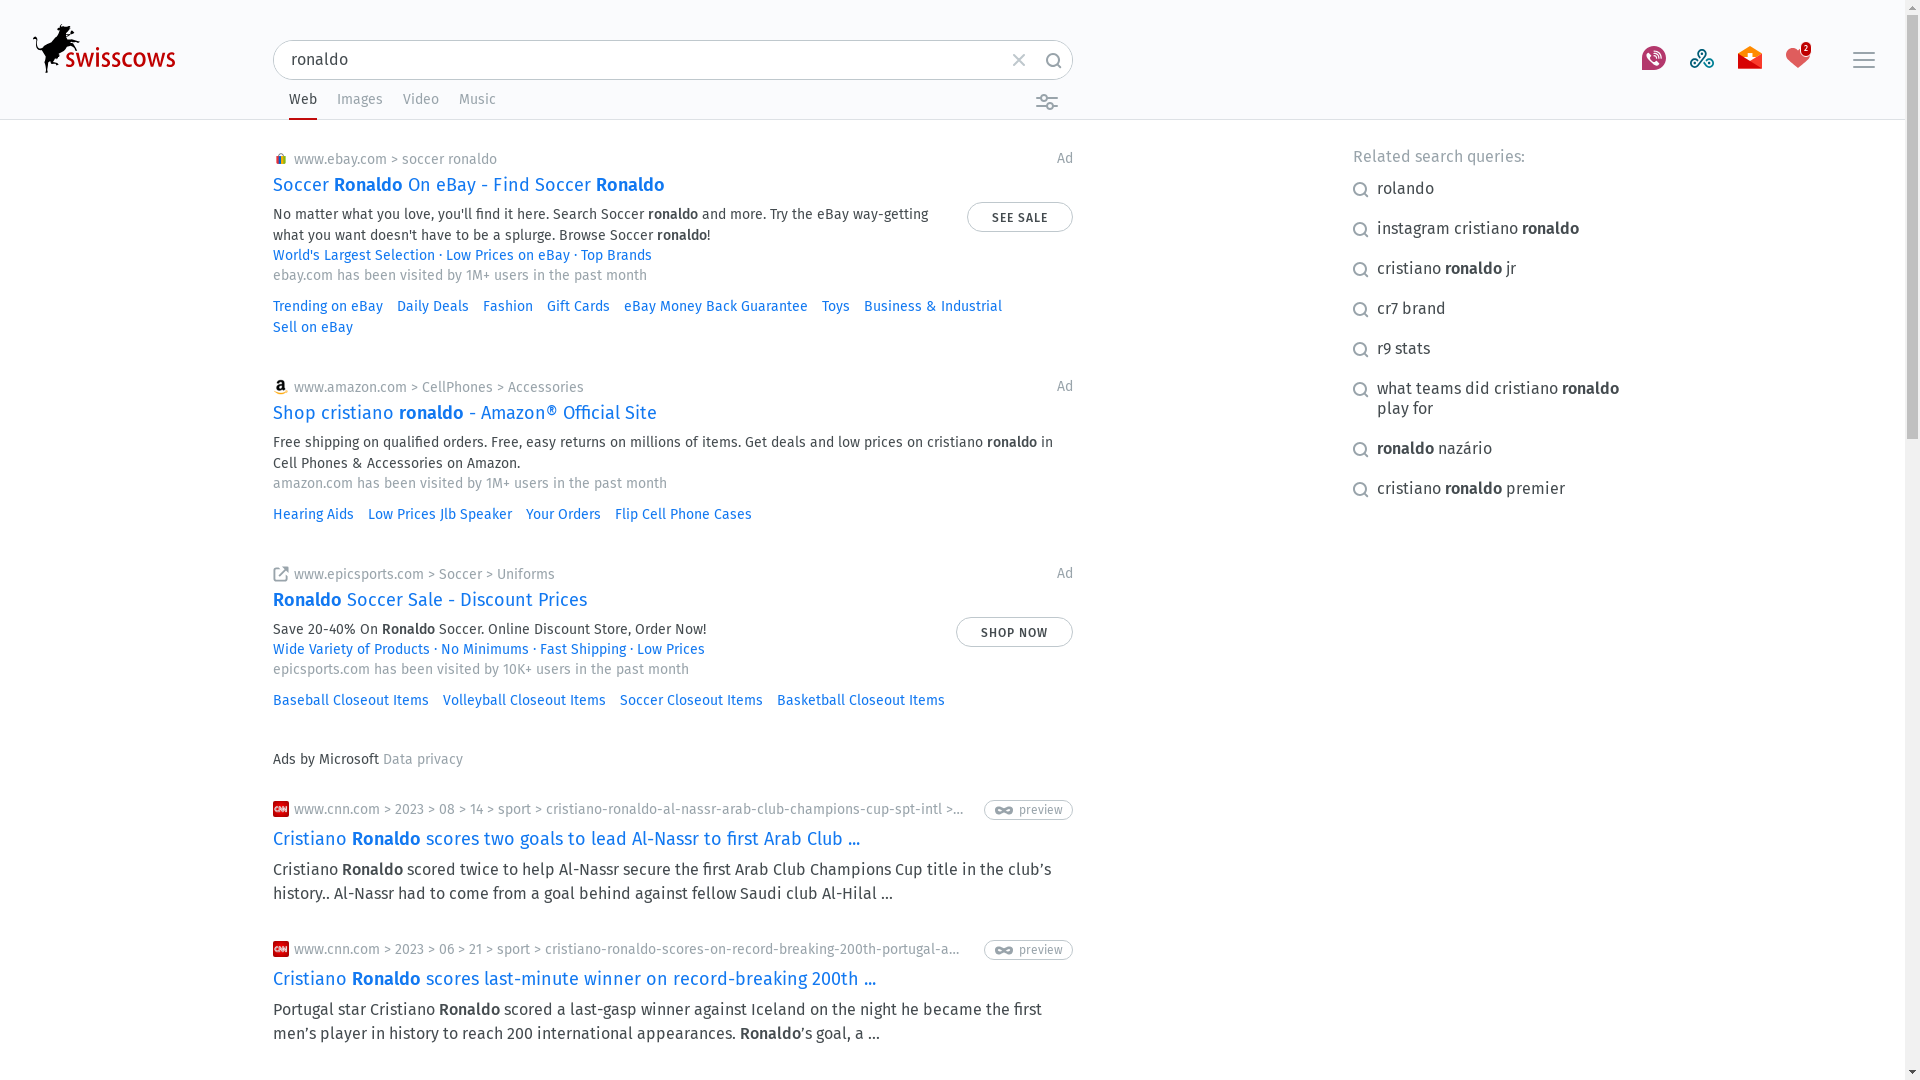 swisscows
ronaldo
2
Web Images Video Music
www.ebay.com > soccer ronaldo
Ad
Soccer Ronaldo On eBay - Find Soccer Ronaldo
No matter what you love, you'll find it here. Search Soccer ronaldo and more. Try the eBay way-getting
what you want doesn't have to be a splurge. Browse Soccer ronaldo!
SEE SALE
World's Largest Selection · Low Prices on eBay · Top Brands
ebay.com has been visited by 1M+ users in the past month
Trending on eBay Daily Deals Fashion Gift Cards eBay Money Back Guarantee Toys Business & Industrial
Sell on eBay
www.amazon.com > CellPhones > Accessories
Ad
Shop cristiano ronaldo - Amazon® Official Site
Free shipping on qualified orders. Free, easy returns on millions of items. Get deals and low prices on cristiano ronaldo in
Cell Phones & Accessories on Amazon.
amazon.com has been visited by 1M+ users in the past month
Hearing Aids Low Prices Jlb Speaker Your Orders Flip Cell Phone Cases
www.epicsports.com > Soccer > Uniforms
Ad
Ronaldo Soccer Sale - Discount Prices
Save 20-40% On Ronaldo Soccer. Online Discount Store, Order Now!
SHOP NOW
Wide Variety of Products · No Minimums · Fast Shipping · Low Prices
epicsports.com has been visited by 10K+ users in the past month
Baseball Closeout Items Volleyball Closeout Items Soccer Closeout Items Basketball Closeout Items
Ads by Microsoft Data privacy
CNN www.cnn.com > 2023 > 08 > 14 > sport > cristiano-ronaldo-al-nassr-arab-club-champions-cup-spt-intl >...
preview
Cristiano Ronaldo scores two goals to lead Al-Nassr to first Arab Club ...
Cristiano Ronaldo scored twice to help Al-Nassr secure the first Arab Club Champions Cup title in the club’s
history.. Al-Nassr had to come from a goal behind against fellow Saudi club Al-Hilal ...
CNN www.cnn.com > 2023 > 06 > 21 > sport > cristiano-ronaldo-scores-on-record-breaking-200th-portugal-a...
preview
Cristiano Ronaldo scores last-minute winner on record-breaking 200th ...
Portugal star Cristiano Ronaldo scored a last-gasp winner against Iceland on the night he became the first
men’s player in history to reach 200 international appearances. Ronaldo’s goal, a ...
Related search queries:
rolando
instagram cristiano ronaldo
cristiano ronaldo jr
cr7 brand
r9 stats
what teams did cristiano ronaldo
play for
ronaldo nazário
cristiano ronaldo premier